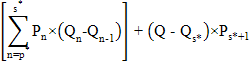 [∑_{n=p}^{s*} P_n×(Q_n-Q_{n-1})] + (Q - Q_{s*})×P_{s*+1}